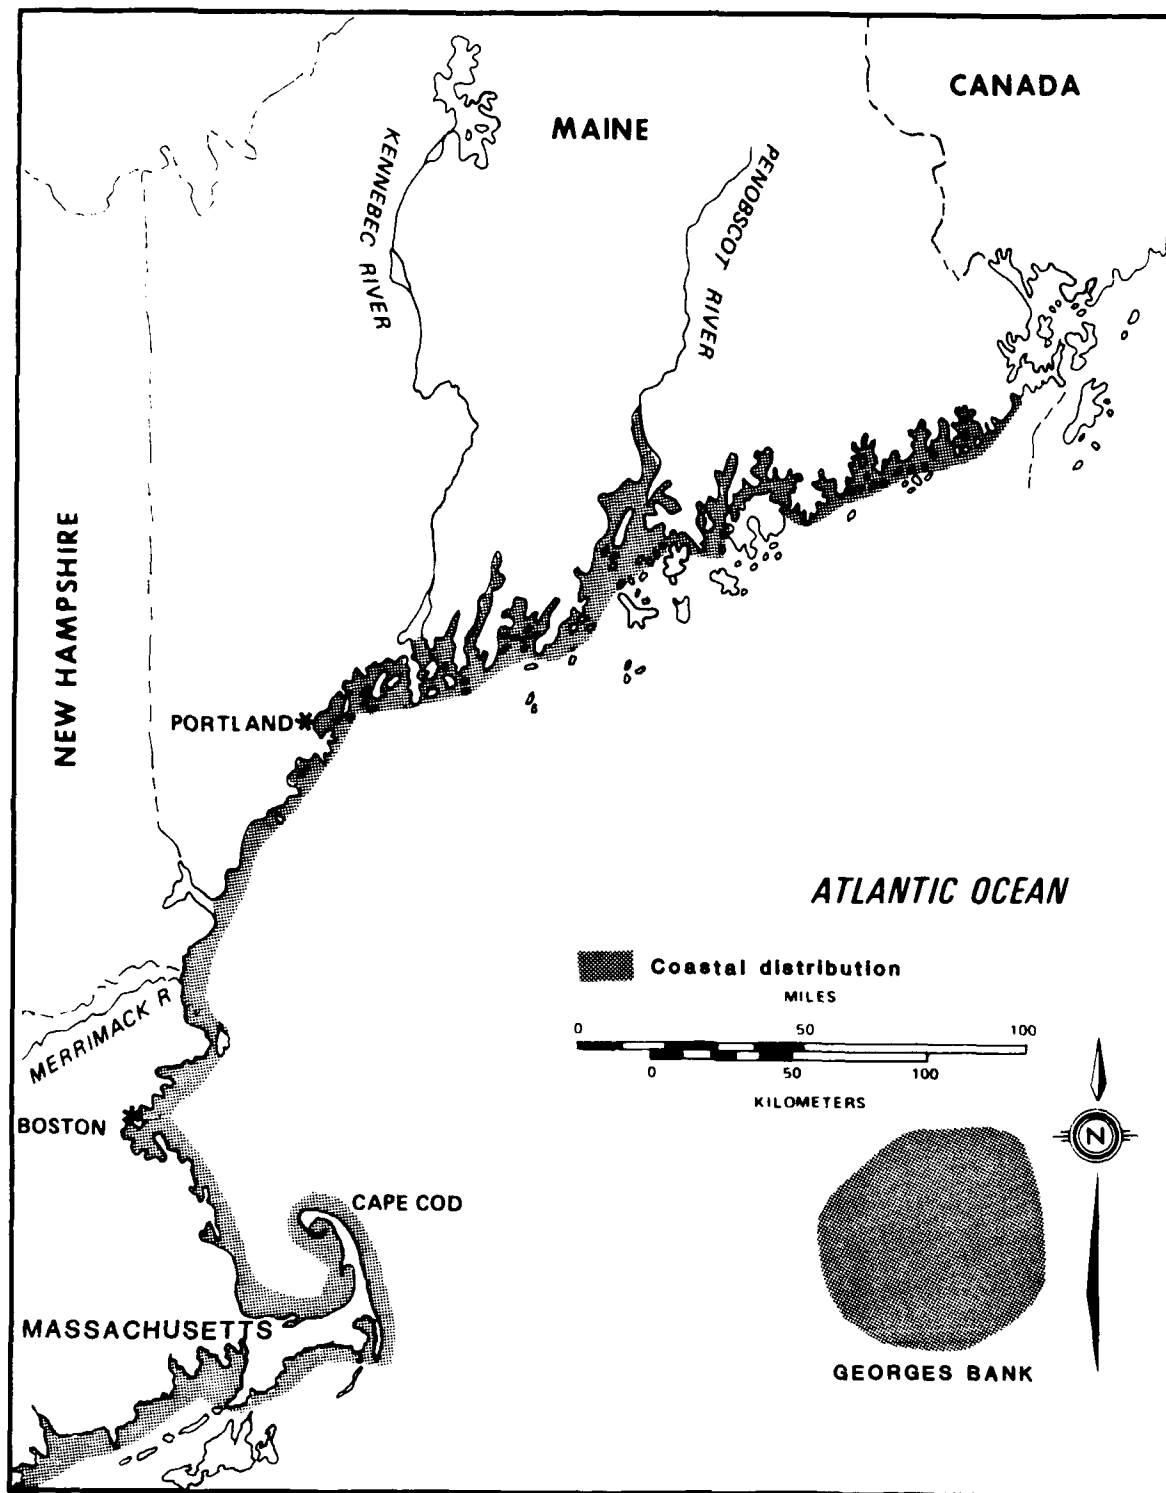 CANADA
MAINE
KENNEBEC RIVER
PENOBSCOT RIVER
NEW HAMPSHIRE
PORTLAND
ATLANTIC OCEAN
Coastal distribution
MILES
0 50 100
0 50 100
KILOMETERS
MERRIMACK R
BOSTON
N
CAPE COD
MASSACHUSETTS
GEORGES BANK